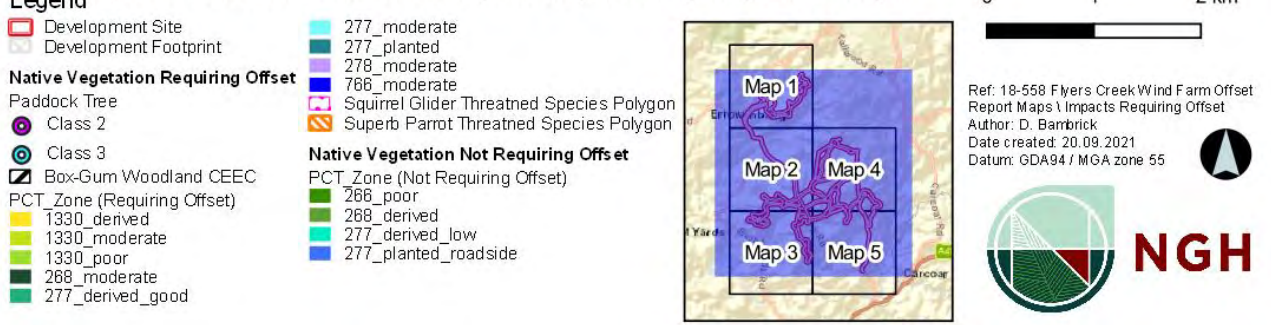 Legend
Development Site
Development Footprint
Native Vegetation Requiring Offset
Paddock Tree
Class 2
Class 3
Box-Gum Woodland CEEC
PCT_Zone (Requiring Offset)
1330_derived
1330_moderate
1330_poor
268_moderate
277_derived_good
277_moderate
277_planted
278_moderate
766_moderate
Squirrel Glider Threatned Species Polygon
Superb Parrot Threatned Species Polygon
Native Vegetation Not Requiring Offset
PCT_Zone (Not Requiring Offset)
266_poor
268_derived
277_derived_low
277_planted_roadside
Map 1
Map 2
Map 4
Map 3
Map 5
Yards
Carcoar Rd
Carcoar
2 km
Ref: 18-558 Flyers Creek Wind Farm Offset
Report Maps \ Impacts Requiring Offset
Author: D. Bambrick
Date created: 20.09.2021
Datum: GDA94 / MGA zone 55
NGH